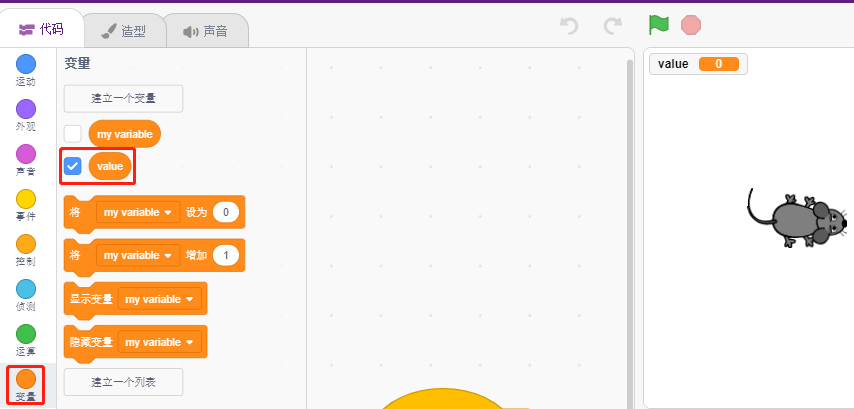 代码
造型
声音
运动
外观
声音
事件
控制
侦测
运算
变量
变量
建立一个变量
my variable
value
将 my variable 设为 0
将 my variable 增加 1
显示变量 my variable
隐藏变量 my variable
建立一个列表
value 0